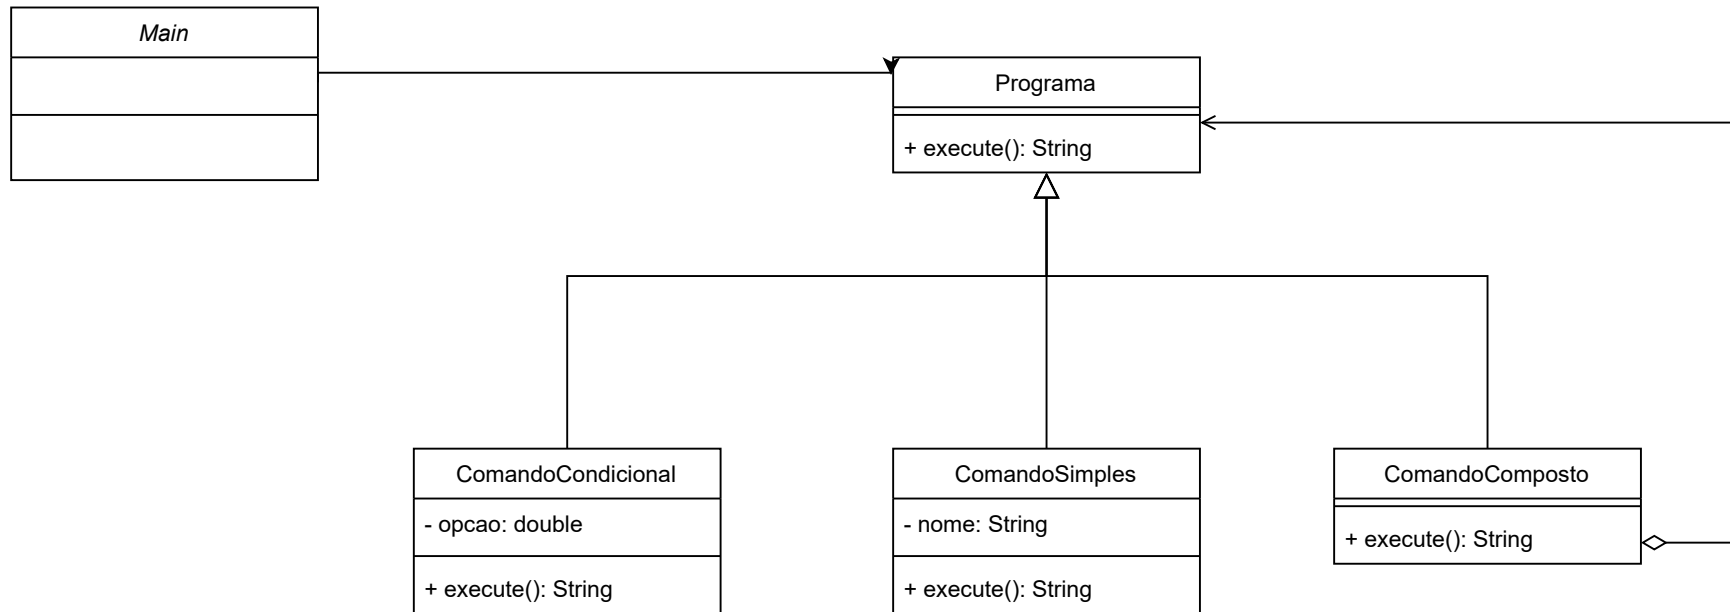 Main
Programa
+ execute(): String
ComandoCondicional
- opcao: double
+ execute(): String
ComandoSimples
- nome: String
+ execute(): String
ComandoComposto
+ execute(): String